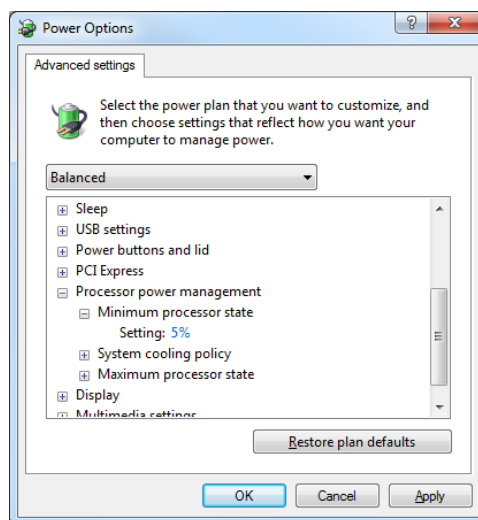 Power Options
Advanced settings
Select the power plan that you want to customize, and
then choose settings that reflect how you want your
computer to manage power.
Balanced
Sleep
USB settings
Power buttons and lid
PCI Express
Processor power management
Minimum processor state
Setting: 5%
System cooling policy
Maximum processor state
Display
Multimedia settings
Restore plan defaults
OK Cancel Apply